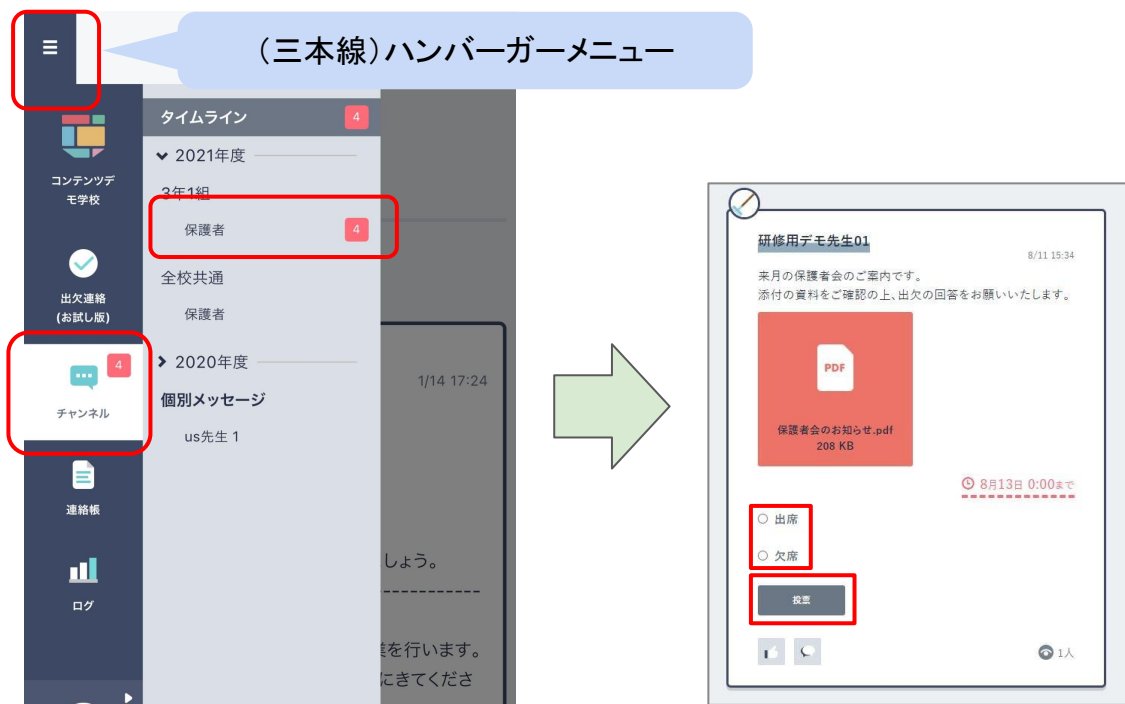 (三本線)ハンバーガーメニュー
タイムライン 4
2021年度
3年1組
保護者 4
全校共通
保護者
2020年度
個別メッセージ
us先生 1
コンテンツデ
モ学校
出欠連絡
(お試し版)
4
チャンネル
連絡帳
ログ
1/14 17:24
しょう。
------------
業を行います。
にきてくださ
研修用デモ先生01
8/11 15:34
来月の保護者会のご案内です。
添付の資料をご確認の上、出欠の回答をお願いいたします。
PDF
保護者会のお知らせ.pdf
208 KB
8月13日 0:00まで
出席
欠席
投票
1人